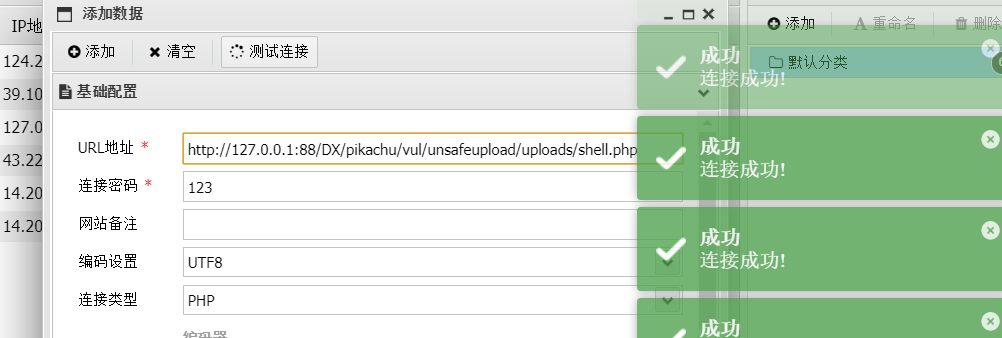 IP地
添加数据
添加
重命名
删除
添加
清空
测试连接
默认分类
基础配置
124.2
39.10
127.0
43.22
14.20
14.20
URL地址 *
http://127.0.0.1:88/DX/pikachu/vul/unsafeupload/uploads/shell.php
连接密码 *
123
网站备注
编码设置
UTF8
连接类型
PHP
编码器
成功
连接成功!
成功
连接成功!
成功
连接成功!
成功